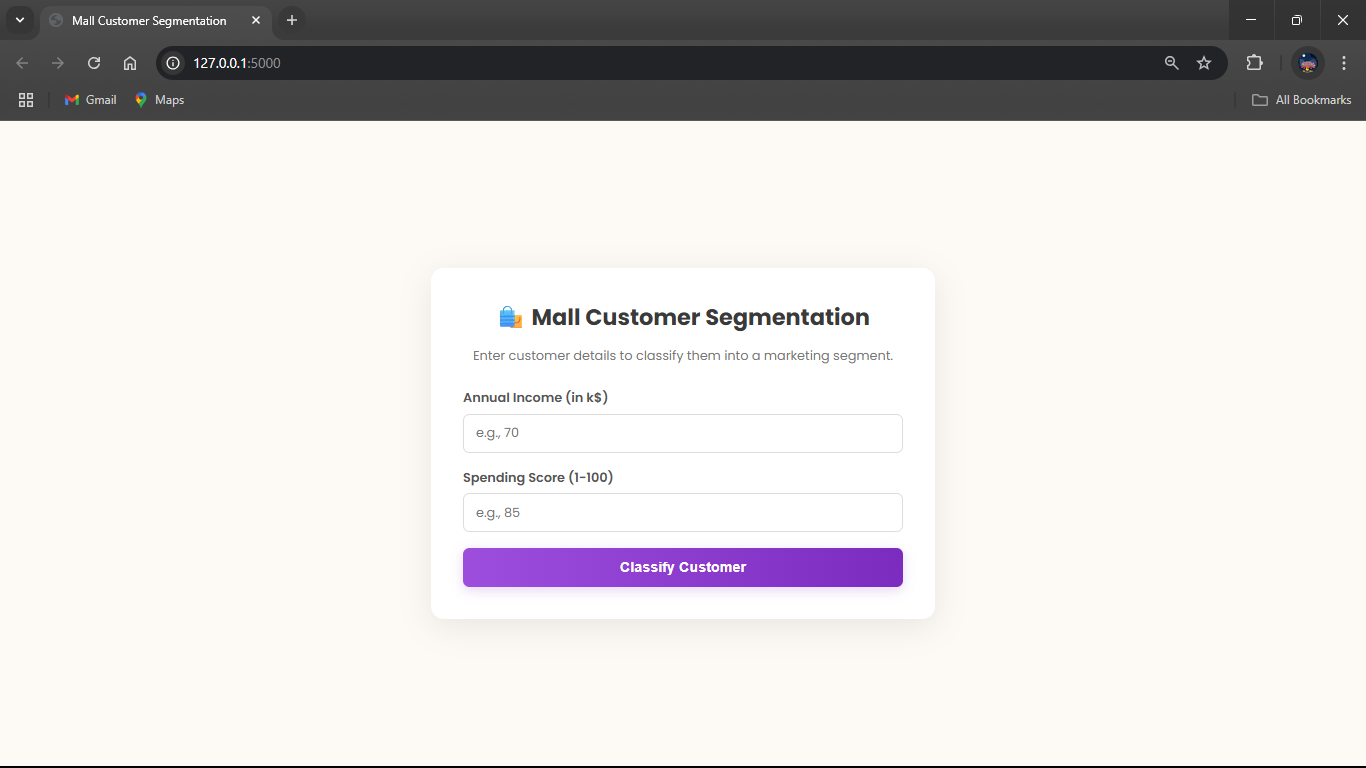 Mall Customer Segmentation
127.0.0.1:5000
Gmail Maps All Bookmarks
Mall Customer Segmentation
Enter customer details to classify them into a marketing segment.
Annual Income (in k$)
e.g., 70
Spending Score (1-100)
e.g., 85
Classify Customer